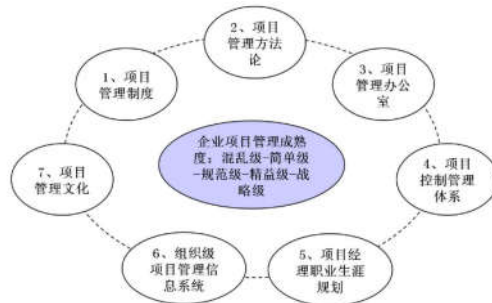 2、项目
管理方法
论
1、项目
管理制度
3、项目
管理办公
室
企业项目管理成熟
度：混乱级-简单级
-规范级-精益级-战
略级
7、项目
管理文化
4、项目
控制管理
体系
6、组织级
项目管理信
息系统
5、项目经
理职业生涯
规划